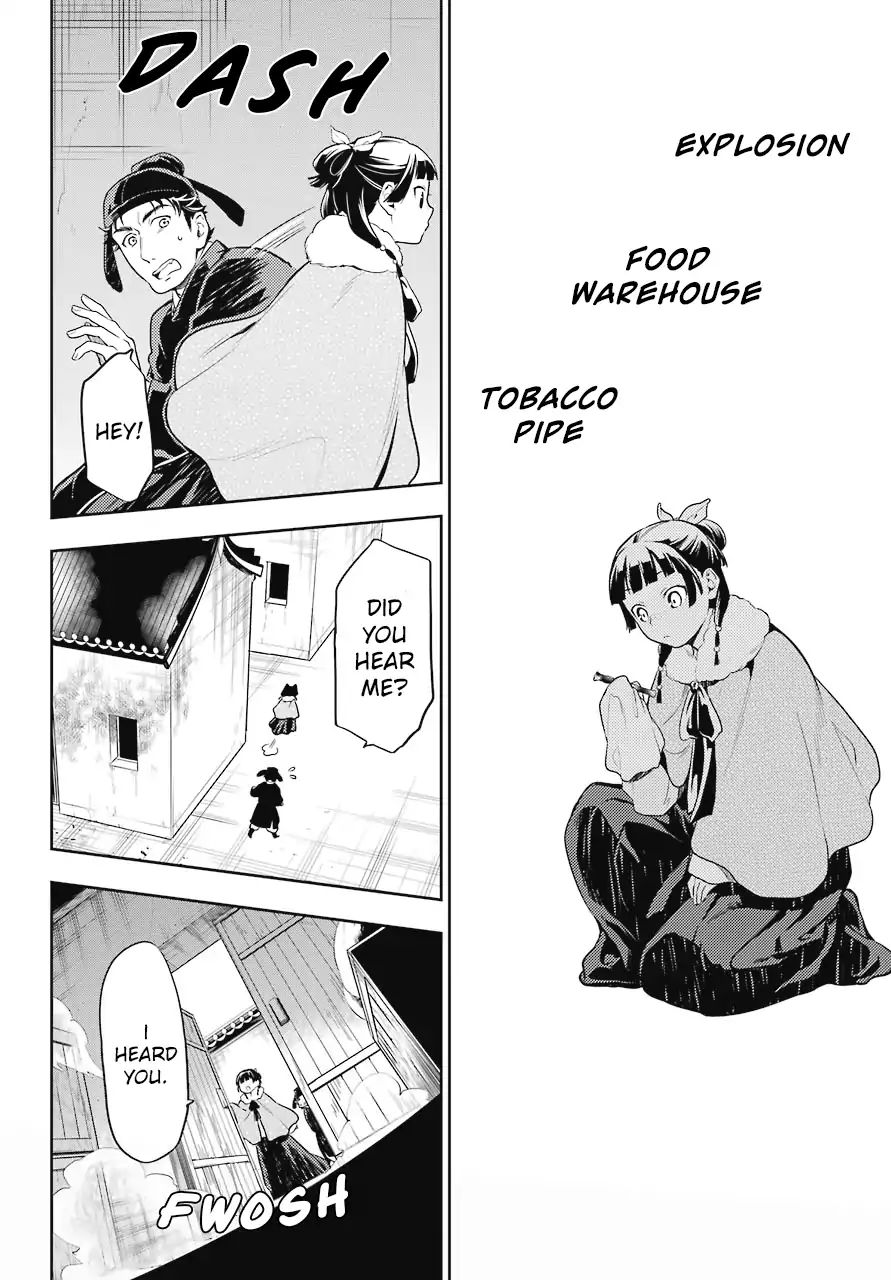 EXPLOSION
FOOD
WAREHOUSE
TOBACCO
PIPE
DASH
HEY!
DID
YOU
HEAR
ME?
I
HEARD
YOU.
FWOSH